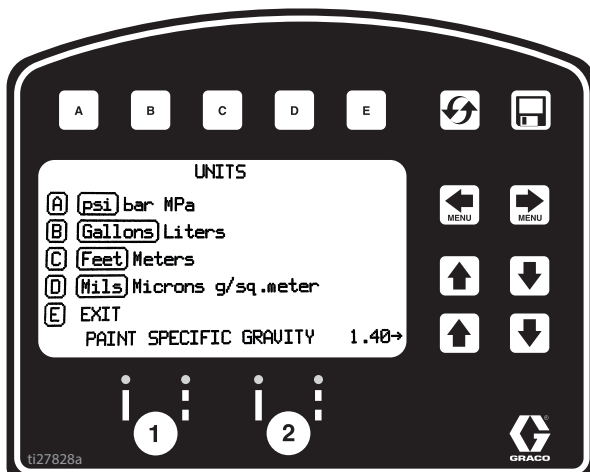 A B C D E
UNITS
MENU MENU
A psi bar MPa
B Gallons Liters
C Feet Meters
D Mils Microns g/sq.meter
E EXIT
PAINT SPECIFIC GRAVITY 1.40→
1 2
ti27828a
GRACO